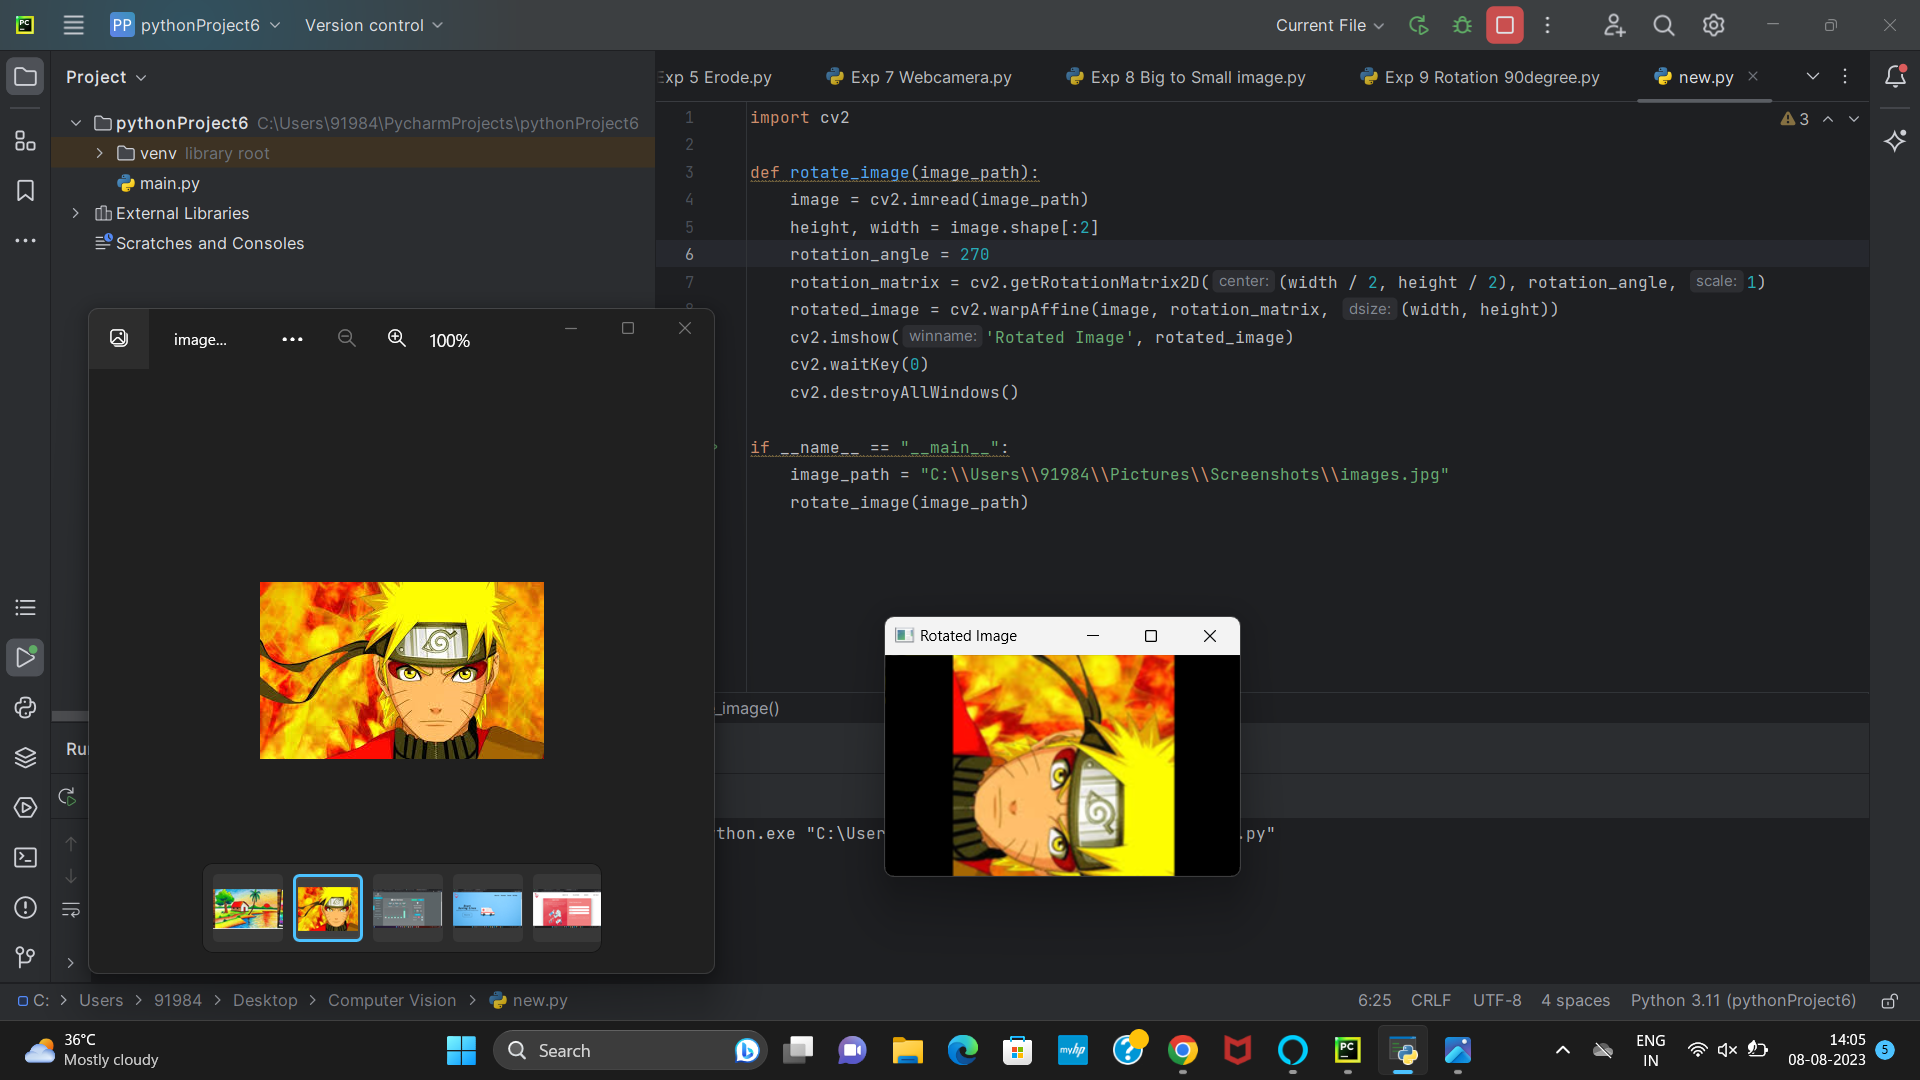 PC
PP pythonProject6 Version control Current File
Project
xp 5 Erode.py Exp 7 Webcamera.py Exp 8 Big to Small image.py Exp 9 Rotation 90degree.py new.py
pythonProject6 C:\Users\91984\PycharmProjects\pythonProject6
venv library root
main.py
External Libraries
Scratches and Consoles
3
1 import cv2
2
3 def rotate_image(image_path):
4 image = cv2.imread(image_path)
5 height, width = image.shape[:2]
6 rotation_angle = 270
7 rotation_matrix = cv2.getRotationMatrix2D( center: (width / 2, height / 2), rotation_angle, scale: 1)
rotated_image = cv2.warpAffine(image, rotation_matrix, dsize: (width, height))
cv2.imshow( winname: 'Rotated Image', rotated_image)
cv2.waitKey(0)
cv2.destroyAllWindows()
if __name__ == "__main__":
image_path = "C:\\Users\\91984\\Pictures\\Screenshots\\images.jpg"
rotate_image(image_path)
image... 100%
Rotated Image
_image()
Ru
thon.exe "C:\User .py"
C: Users 91984 Desktop Computer Vision new.py
6:25 CRLF UTF-8 4 spaces Python 3.11 (pythonProject6)
36°C
Mostly cloudy
Search
myhp
PC
ENG
IN
14:05
08-08-2023
5